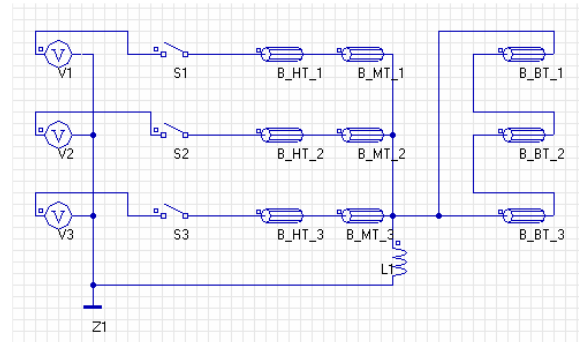 V1 S1 B_HT_1 B_MT_1 B_BT_1
V2 S2 B_HT_2 B_MT_2 B_BT_2
V3 S3 B_HT_3 B_MT_3 B_BT_3
L1
Z1